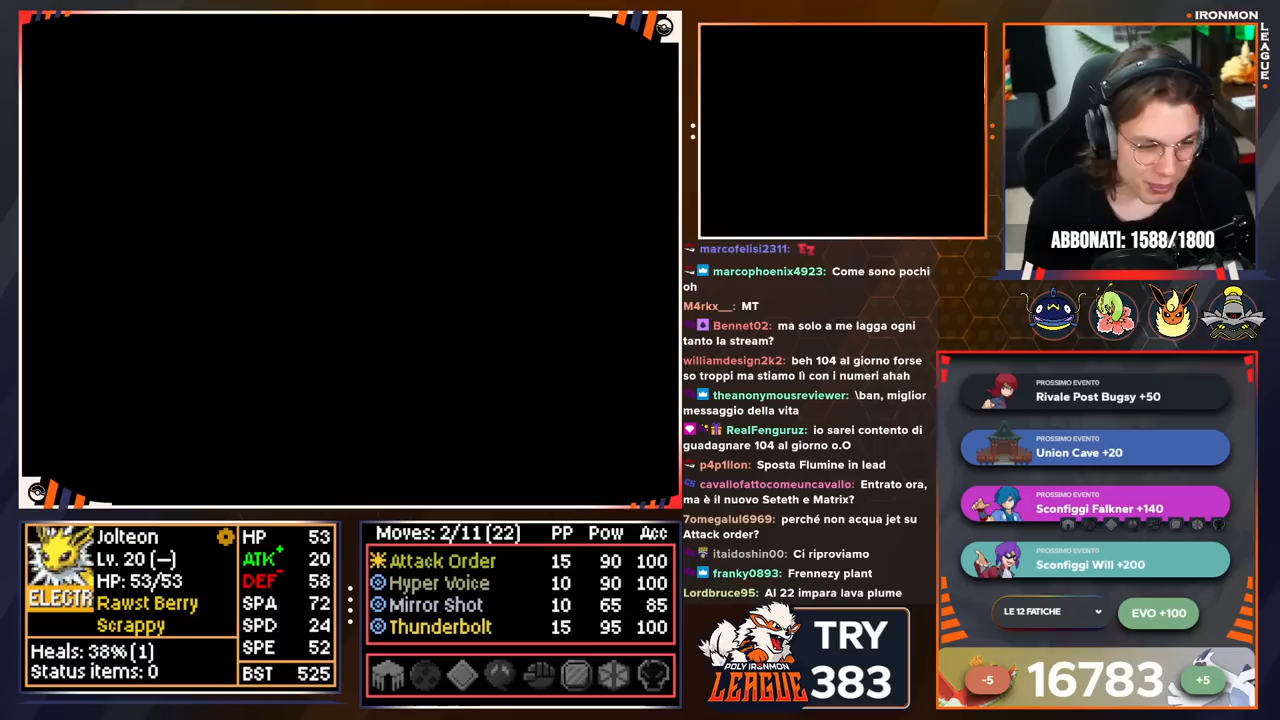 IRONMON
LEAGUE
ABBONATI: 1588/1800
marcofelisi2311:
marcophoenix4923: Come sono pochi
oh
M4rkx__: MT
Bennet02: ma solo a me lagga ogni
tanto la stream?
williamdesign2k2: beh 104 al giorno forse
so troppi ma stiamo lì con i numeri ahah
theanonymousreviewer: \ban, miglior
messaggio della vita
RealFenguruz: io sarei contento di
guadagnare 104 al giorno o.O
p4p1llon: Sposta Flumine in lead
cavallofattocomeuncavallo: Entrato ora,
ma è il nuovo Seteth e Matrix?
7omegalul6969: perché non acqua jet su
Attack order?
itaidoshin00: Ci riproviamo
franky0893: Frennezy plant
Lordbruce95: Al 22 impara lava plume
PROSSIMO EVENTO
Rivale Post Bugsy +50
PROSSIMO EVENTO
Union Cave +20
PROSSIMO EVENTO
Sconfiggi Falkner +140
PROSSIMO EVENTO
Sconfiggi Will +200
LE 12 FATICHE
EVO +100
-5
16783
+5
Jolteon
Lv. 20 (—)
HP: 53/53
Rawst Berry
Scrappy
ELECTR
Heals: 38% (1)
Status items: 0
HP 53
ATK+ 20
DEF- 58
SPA 72
SPD 24
SPE 52
BST 525
Moves: 2/11 (22) PP Pow Acc
Attack Order 15 90 100
Hyper Voice 10 90 100
Mirror Shot 10 65 85
Thunderbolt 15 95 100
POLY IRONMON
LEAGUE
TRY
383